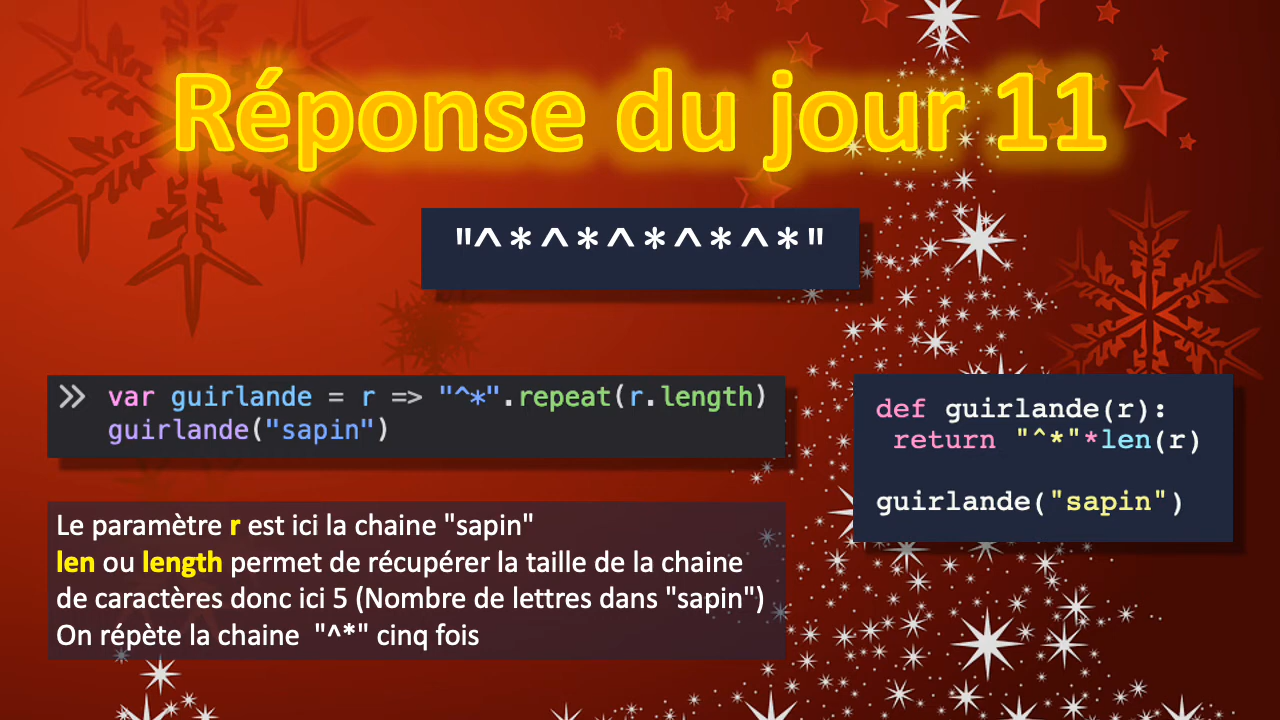 Réponse du jour 11
"^*^*^*^*^*"
>> var guirlande = r => "^*".repeat(r.length)
guirlande("sapin")
def guirlande(r):
return "^*"*len(r)
guirlande("sapin")
Le paramètre r est ici la chaine "sapin"
len ou length permet de récupérer la taille de la chaine
de caractères donc ici 5 (Nombre de lettres dans "sapin")
On répète la chaine "^*" cinq fois